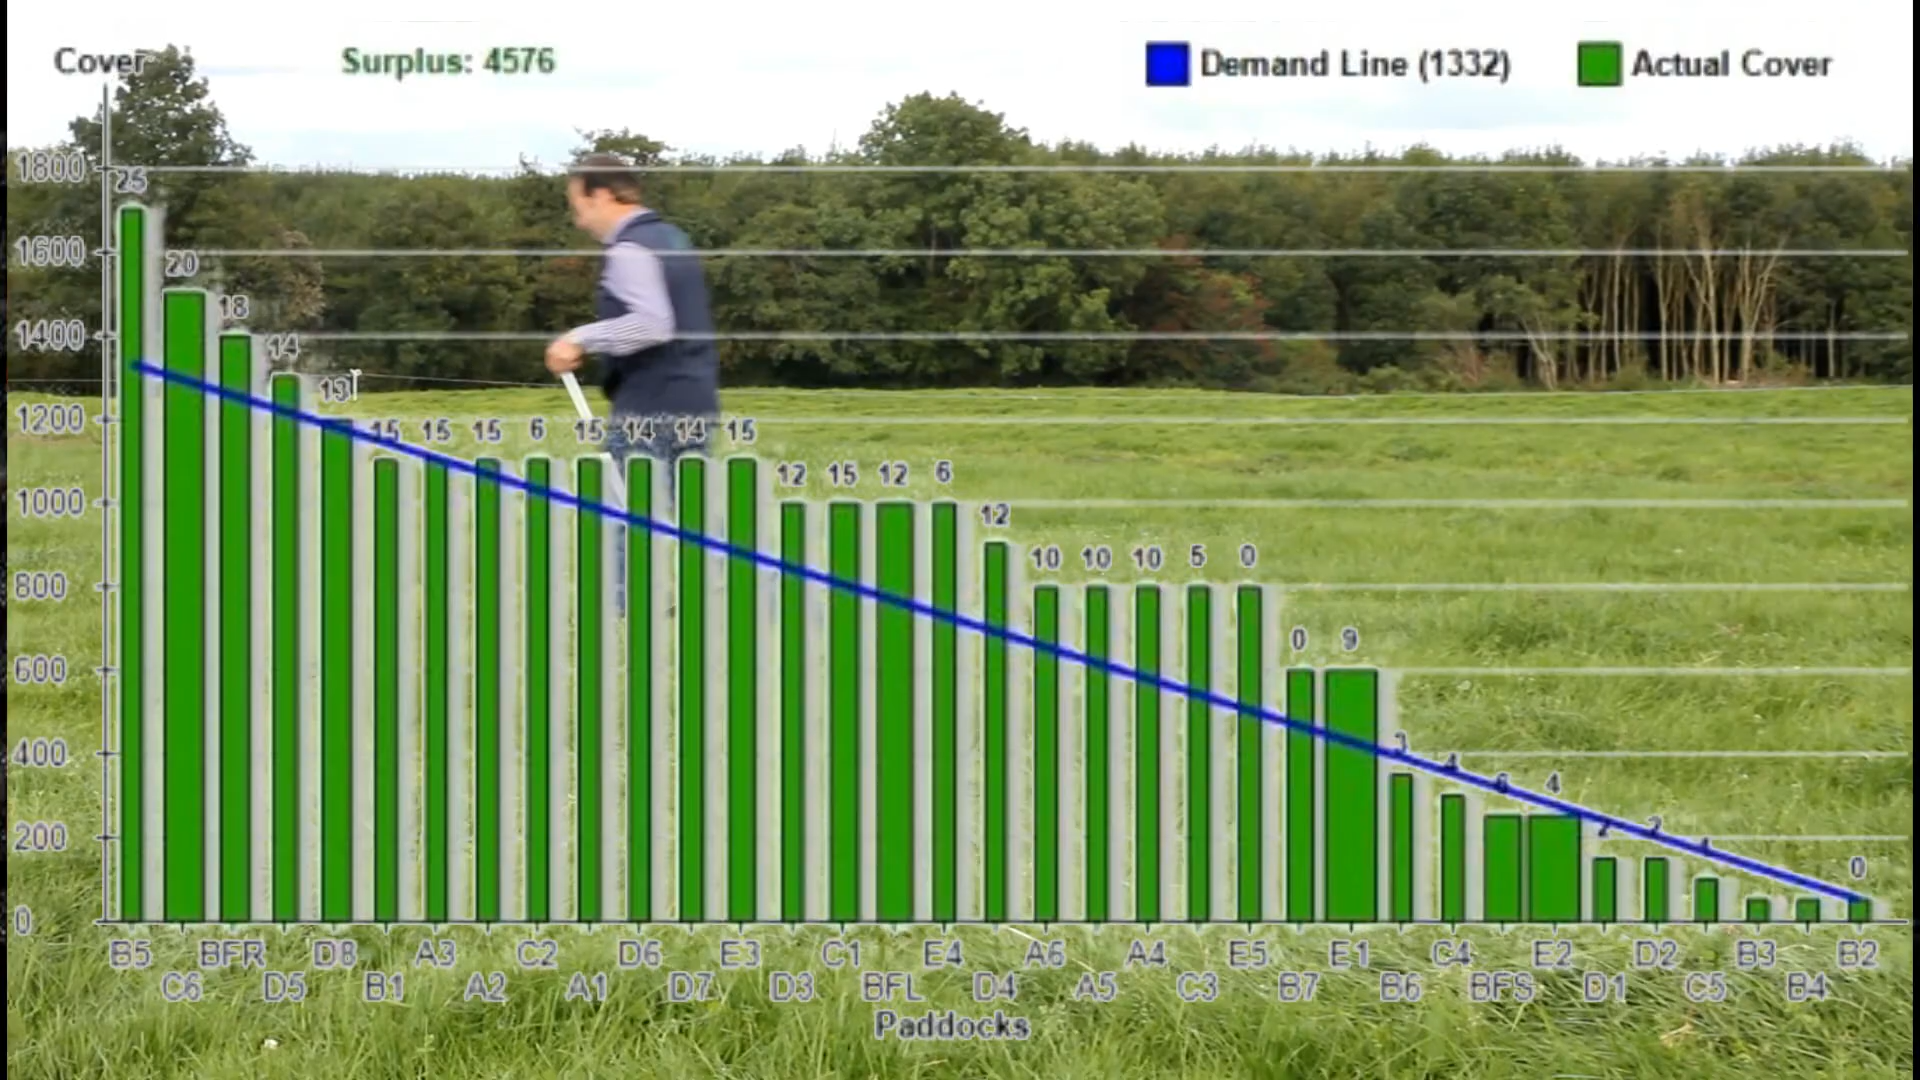 Cover
Surplus: 4576
Demand Line (1332)
Actual Cover
1800
1600
1400
1200
1000
800
600
400
200
0
25 20 18 14 13 15 15 15 6 15 14 14 15 12 15 12 6 12 10 10 10 5 0 0 9 3 4 6 4 2 2 1 0
B5 BFR D8 A3 C2 D6 E3 C1 E4 A6 A4 E5 E1 C4 E2 D2 B3 B2
C6 D5 B1 A2 A1 D7 D3 BFL D4 A5 C3 B7 B6 BFS D1 C5 B4
Paddocks